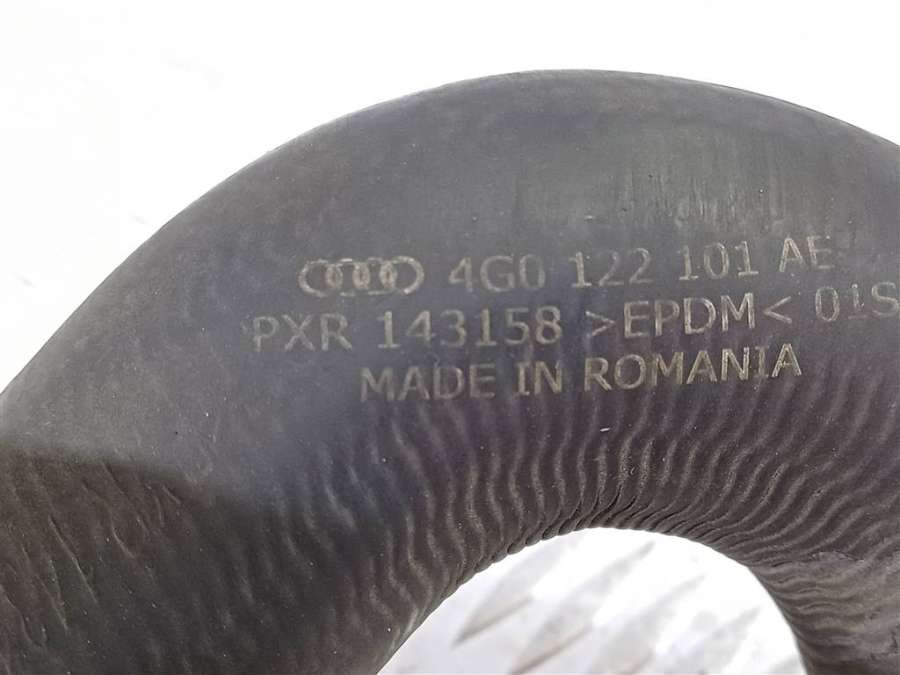 4G0 122 101 AE
PXR 143158 >EPDM< 01S
MADE IN ROMANIA